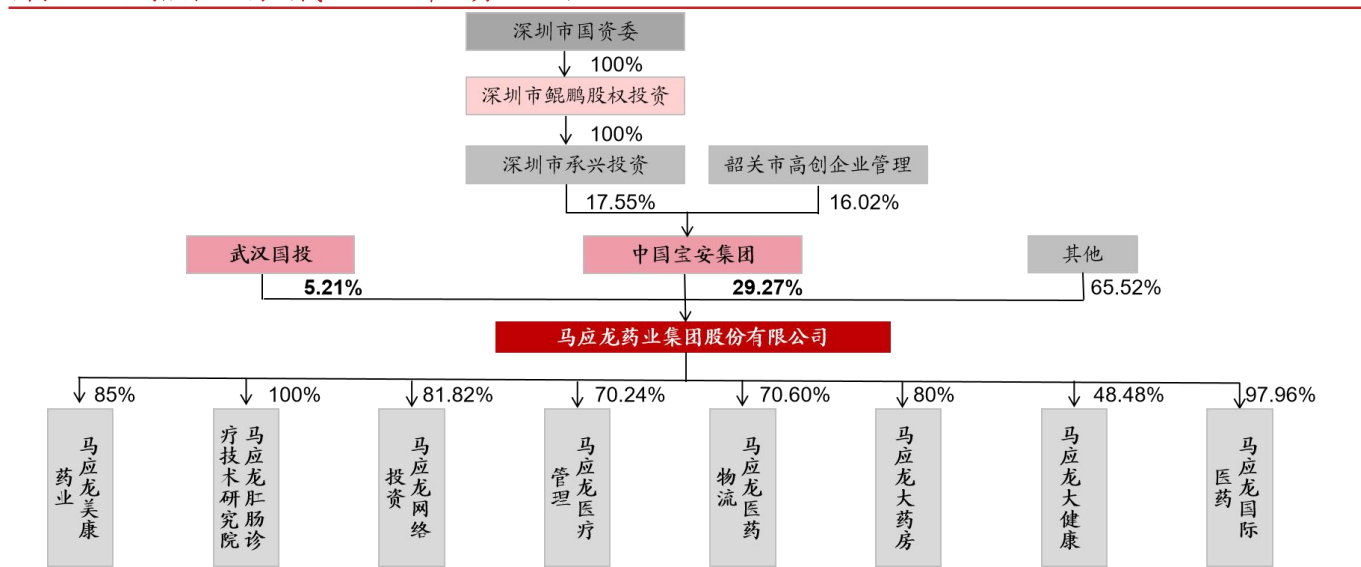 深圳市国资委
100%
深圳市鲲鹏股权投资
100%
深圳市承兴投资
韶关市高创企业管理
17.55%
16.02%
武汉国投
中国宝安集团
其他
5.21%
29.27%
65.52%
马应龙药业集团股份有限公司
85%
100%
81.82%
70.24%
70.60%
80%
48.48%
97.96%
马应龙美康
药业
马应龙肛肠诊
疗技术研究院
马应龙网络
投资
马应龙医疗
管理
马应龙医药
物流
马应龙大药房
马应龙大健康
马应龙国际
医药